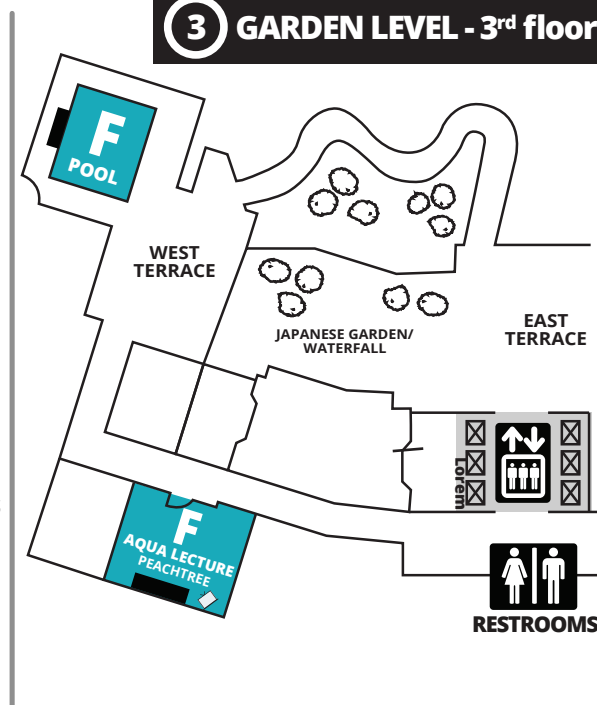 3 GARDEN LEVEL - 3rd floor
F
POOL
WEST
TERRACE
JAPANESE GARDEN/
WATERFALL
EAST
TERRACE
Lorem
F
AQUA LECTURE
PEACHTREE
RESTROOMS